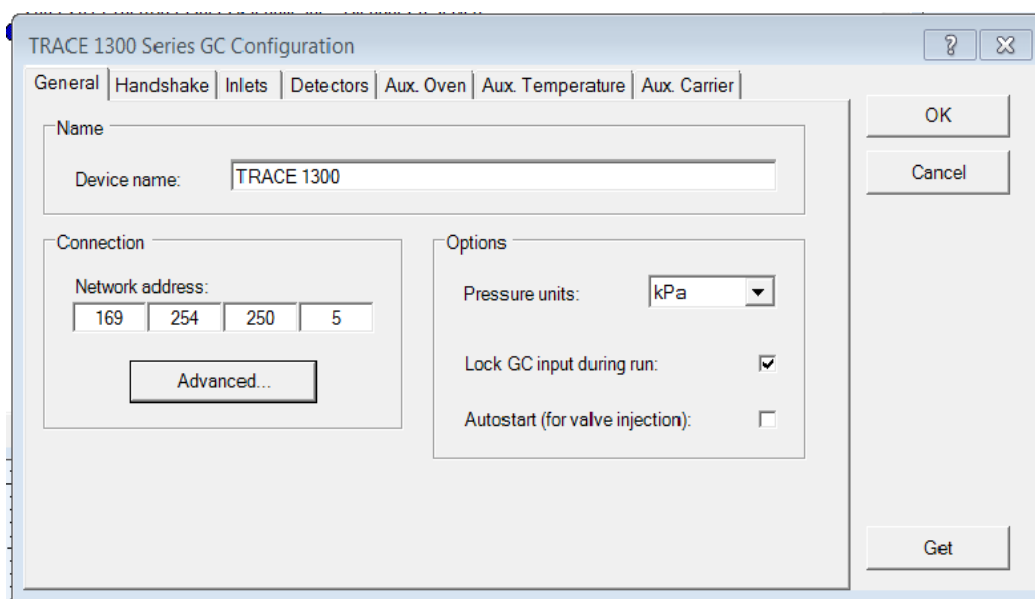 TRACE 1300 Series GC Configuration
General Handshake Inlets Detectors Aux. Oven Aux. Temperature Aux. Carrier
OK
Cancel
Name
Device name: TRACE 1300
Connection
Network address:
169 254 250 5
Advanced...
Options
Pressure units: kPa
Lock GC input during run:
Autostart (for valve injection):
Get